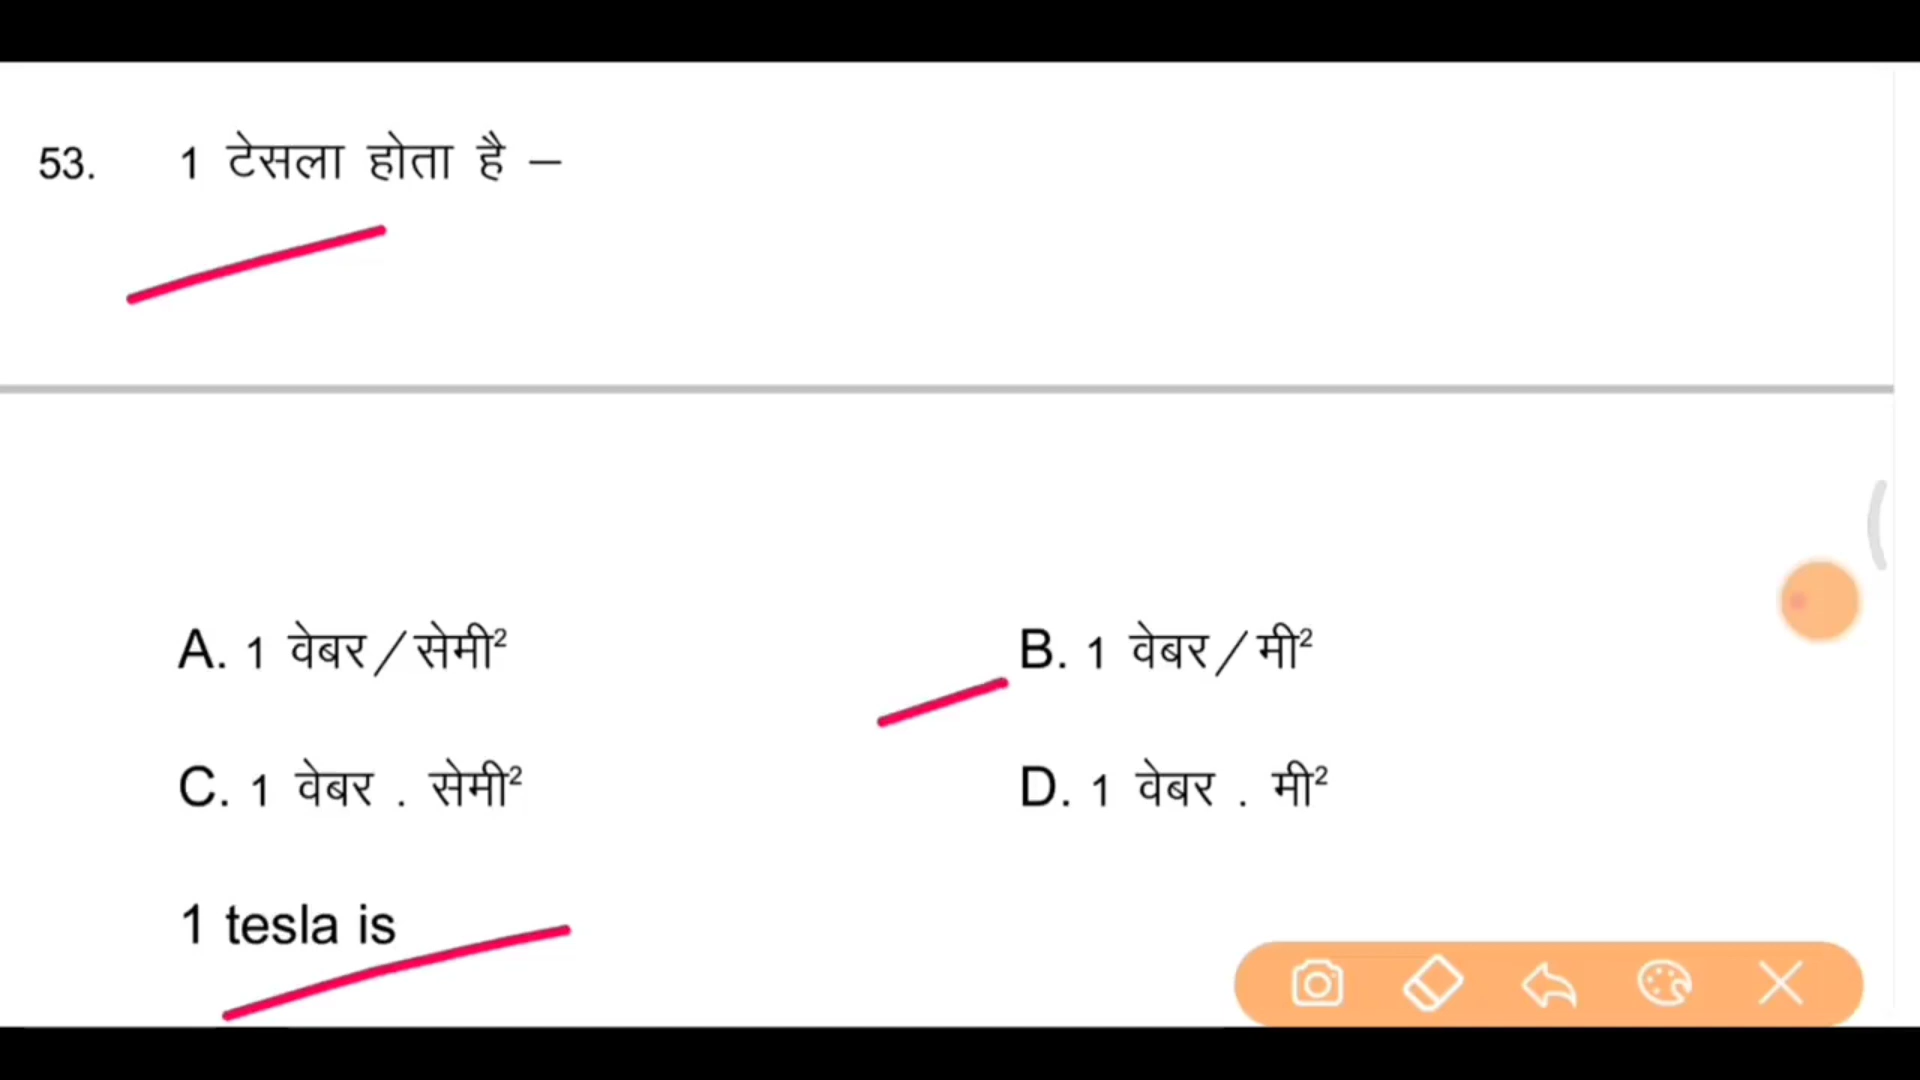 53. 1 टेसला होता है –
A. 1 वेबर/सेमी² B. 1 वेबर/मी²
C. 1 वेबर . सेमी² D. 1 वेबर . मी²
1 tesla is